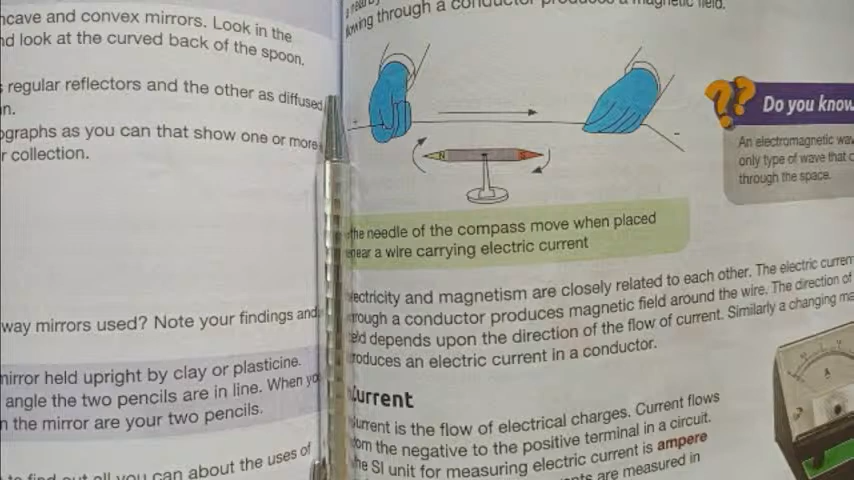 ncave and convex mirrors. Look in the
nd look at the curved back of the spoon.
regular reflectors and the other as diffused
n.
ographs as you can that show one or more
r collection.
way mirrors used? Note your findings and
mirror held upright by clay or plasticine.
angle the two pencils are in line. When yo
n the mirror are your two pencils.
to find out all you can about the uses of
owing through a conductor produces a magnetic field.
N S
the needle of the compass move when placed
near a wire carrying electric current
?? Do you know
An electromagnetic wav
only type of wave that c
through the space.
lectricity and magnetism are closely related to each other. The electric curren
rough a conductor produces magnetic field around the wire. The direction of
eld depends upon the direction of the flow of current. Similarly a changing ma
roduces an electric current in a conductor.
Current
urrent is the flow of electrical charges. Current flows
om the negative to the positive terminal in a circuit.
he SI unit for measuring electric current is ampere
nts are measured in
A